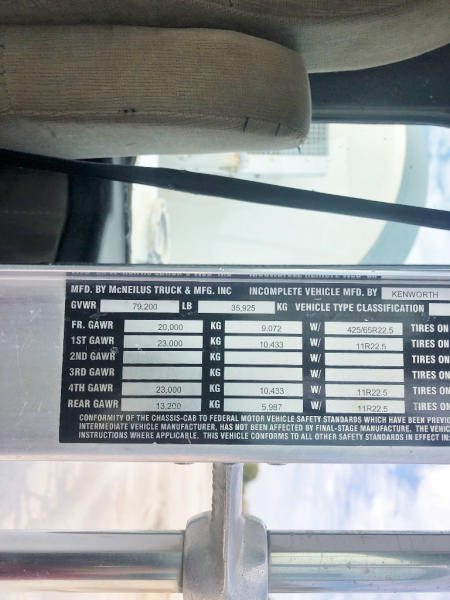 MFD. BY McNEILUS TRUCK & MFG. INC INCOMPLETE VEHICLE MFD. BY KENWORTH
GVWR 79,200 LB 35,925 KG VEHICLE TYPE CLASSIFICATION
FR. GAWR 20,000 KG 9,072 W/ 425/65R22.5 TIRES ON
1ST GAWR 23,000 KG 10,433 W/ 11R22.5 TIRES ON
2ND GAWR KG W/ TIRES ON
3RD GAWR KG W/ TIRES ON
4TH GAWR 23,000 KG 10,433 W/ 11R22.5 TIRES ON
REAR GAWR 13,200 KG 5,987 W/ 11R22.5 TIRES ON
CONFORMITY OF THE CHASSIS-CAB TO FEDERAL MOTOR VEHICLE SAFETY STANDARDS WHICH HAVE BEEN PREVIO
INTERMEDIATE VEHICLE MANUFACTURER, HAS NOT BEEN AFFECTED BY FINAL-STAGE MANUFACTURE. THE VEHIC
INSTRUCTIONS WHERE APPLICABLE. THIS VEHICLE CONFORMS TO ALL OTHER SAFETY STANDARDS IN EFFECT IN: